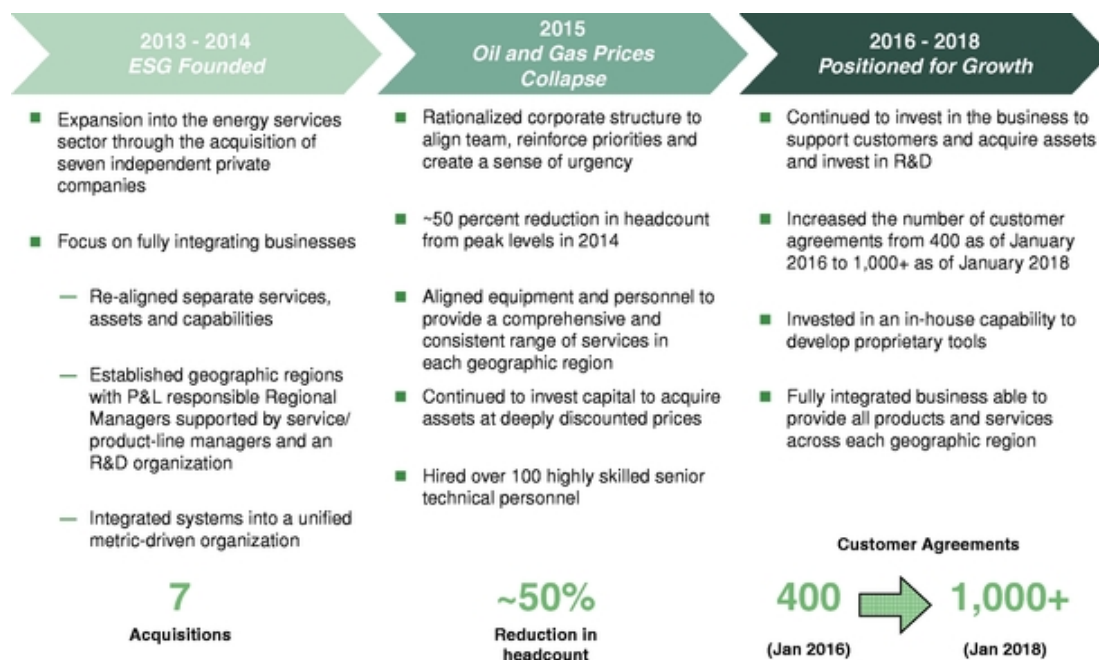 2013 - 2014
ESG Founded
■ Expansion into the energy services
sector through the acquisition of
seven independent private
companies
■ Focus on fully integrating businesses
— Re-aligned separate services,
assets and capabilities
— Established geographic regions
with P&L responsible Regional
Managers supported by service/
product-line managers and an
R&D organization
— Integrated systems into a unified
metric-driven organization
7
Acquisitions
2015
Oil and Gas Prices
Collapse
■ Rationalized corporate structure to
align team, reinforce priorities and
create a sense of urgency
■ ~50 percent reduction in headcount
from peak levels in 2014
■ Aligned equipment and personnel to
provide a comprehensive and
consistent range of services in
each geographic region
■ Continued to invest capital to acquire
assets at deeply discounted prices
■ Hired over 100 highly skilled senior
technical personnel
~50%
Reduction in
headcount
2016 - 2018
Positioned for Growth
■ Continued to invest in the business to
support customers and acquire assets
and invest in R&D
■ Increased the number of customer
agreements from 400 as of January
2016 to 1,000+ as of January 2018
■ Invested in an in-house capability to
develop proprietary tools
■ Fully integrated business able to
provide all products and services
across each geographic region
Customer Agreements
400 1,000+
(Jan 2016) (Jan 2018)